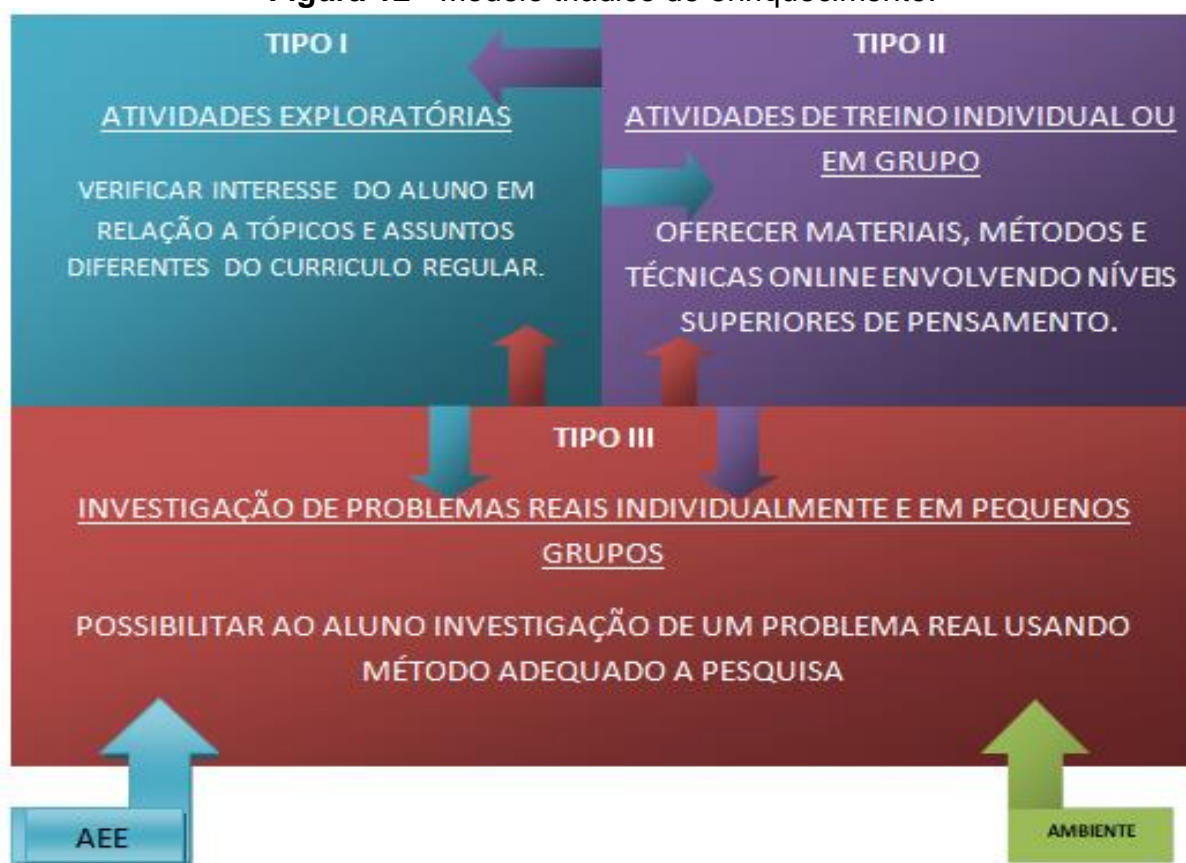 TIPO I
ATIVIDADES EXPLORATÓRIAS
VERIFICAR INTERESSE DO ALUNO EM
RELAÇÃO A TÓPICOS E ASSUNTOS
DIFERENTES DO CURRICULO REGULAR.
TIPO II
ATIVIDADES DE TREINO INDIVIDUAL OU
EM GRUPO
OFERECER MATERIAIS, MÉTODOS E
TÉCNICAS ONLINE ENVOLVENDO NÍVEIS
SUPERIORES DE PENSAMENTO.
TIPO III
INVESTIGAÇÃO DE PROBLEMAS REAIS INDIVIDUALMENTE E EM PEQUENOS
GRUPOS
POSSIBILITAR AO ALUNO INVESTIGAÇÃO DE UM PROBLEMA REAL USANDO
MÉTODO ADEQUADO A PESQUISA
AEE
AMBIENTE